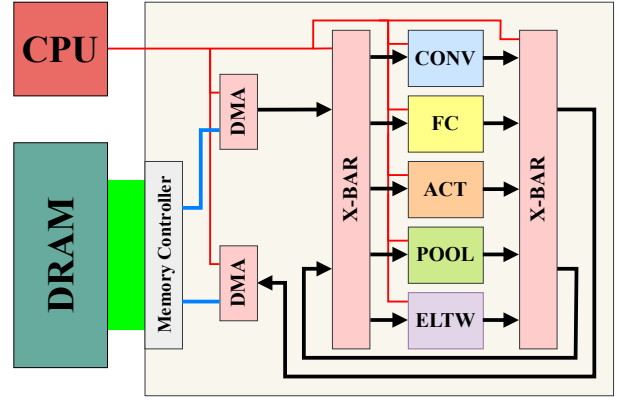 CPU
DRAM
Memory Controller
DMA
DMA
X-BAR
CONV
FC
ACT
POOL
ELTW
X-BAR